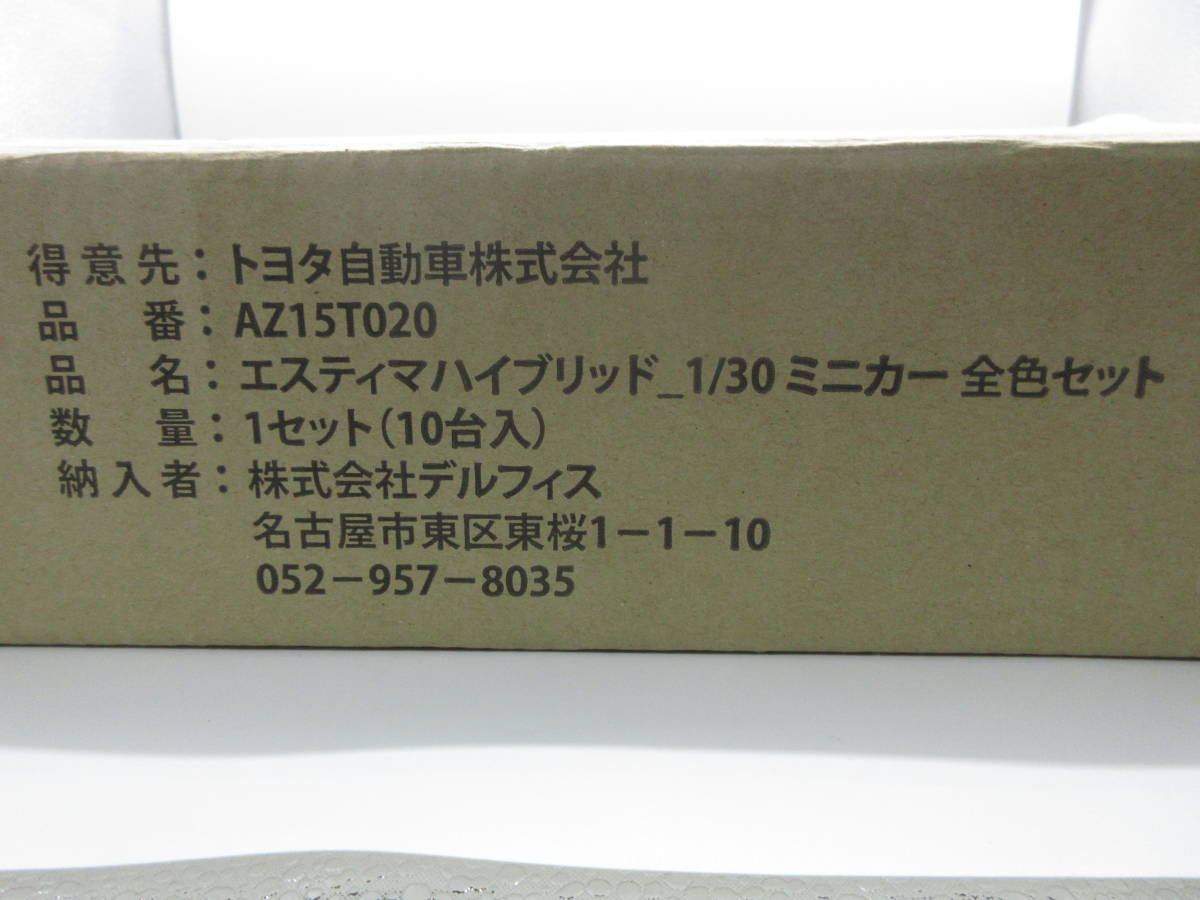 得意先：トヨタ自動車株式会社
品　番：AZ15T020
品　名：エスティマハイブリッド_1/30 ミニカー 全色セット
数　量：1セット（10台入）
納入者：株式会社デルフィス
名古屋市東区東桜1－1－10
052－957－8035